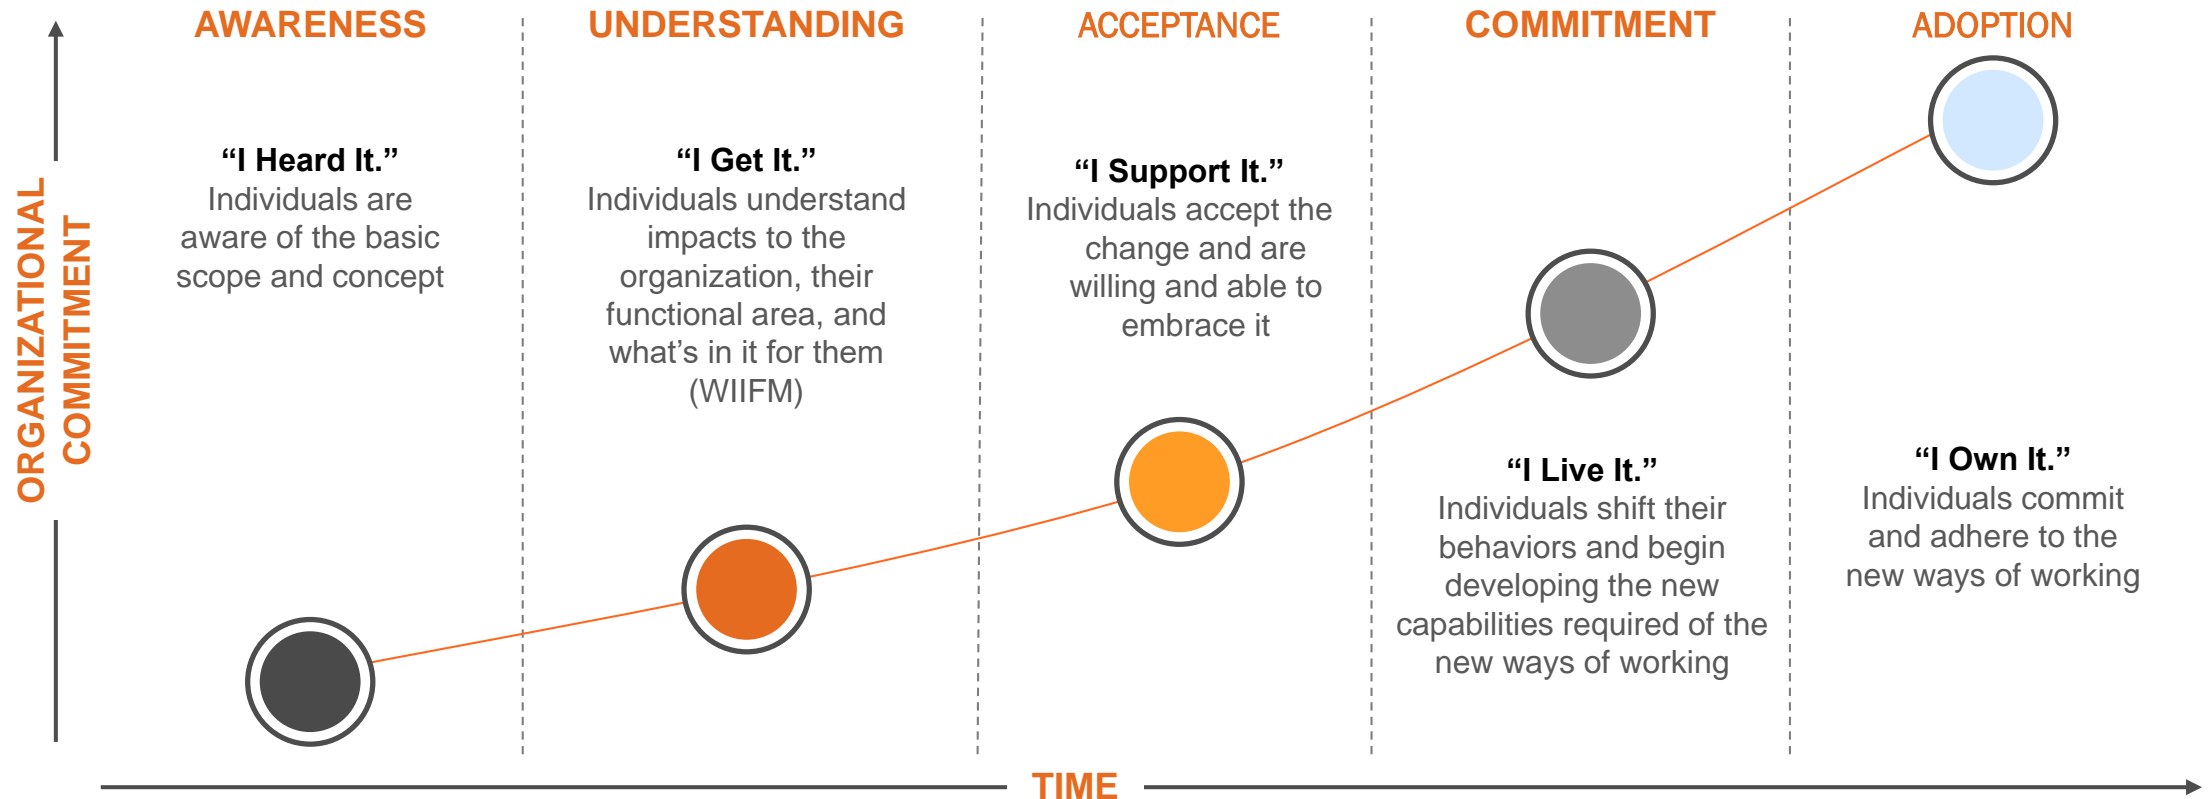 AWARENESS
UNDERSTANDING
ACCEPTANCE
COMMITMENT
ADOPTION
ORGANIZATIONAL
COMMITMENT
“I Heard It.”
Individuals are
aware of the basic
scope and concept
“I Get It.”
Individuals understand
impacts to the
organization, their
functional area, and
what’s in it for them
(WIIFM)
“I Support It.”
Individuals accept the
change and are
willing and able to
embrace it
“I Live It.”
Individuals shift their
behaviors and begin
developing the new
capabilities required of the
new ways of working
“I Own It.”
Individuals commit
and adhere to the
new ways of working
TIME